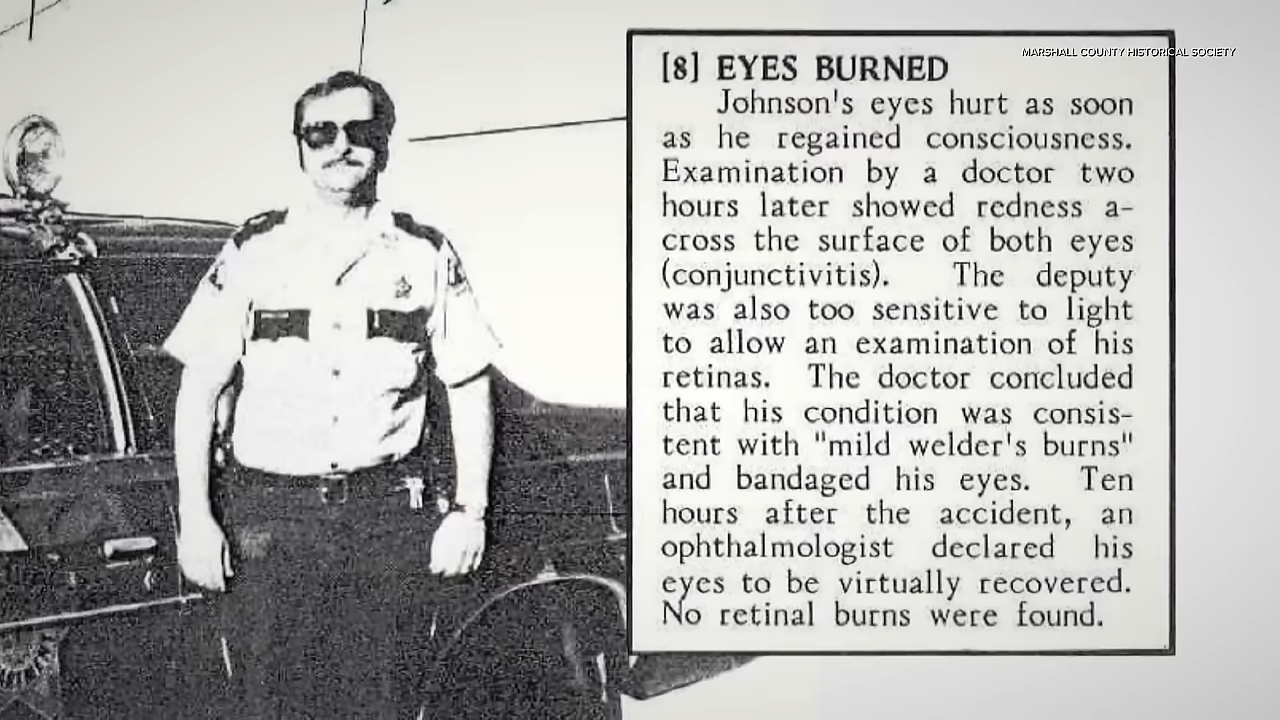 MARSHALL COUNTY HISTORICAL SOCIETY
[8] EYES BURNED
Johnson's eyes hurt as soon
as he regained consciousness.
Examination by a doctor two
hours later showed redness a-
cross the surface of both eyes
(conjunctivitis). The deputy
was also too sensitive to light
to allow an examination of his
retinas. The doctor concluded
that his condition was consis-
tent with "mild welder's burns"
and bandaged his eyes. Ten
hours after the accident, an
ophthalmologist declared his
eyes to be virtually recovered.
No retinal burns were found.